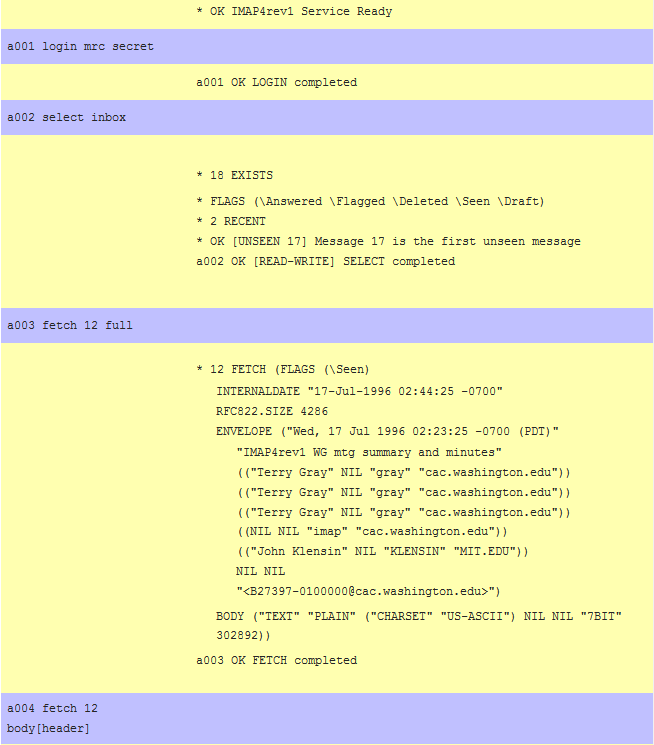 * OK IMAP4rev1 Service Ready
a001 login mrc secret
a001 OK LOGIN completed
a002 select inbox
* 18 EXISTS
* FLAGS (\Answered \Flagged \Deleted \Seen \Draft)
* 2 RECENT
* OK [UNSEEN 17] Message 17 is the first unseen message
a002 OK [READ-WRITE] SELECT completed
a003 fetch 12 full
* 12 FETCH (FLAGS (\Seen)
INTERNALDATE "17-Jul-1996 02:44:25 -0700"
RFC822.SIZE 4286
ENVELOPE ("Wed, 17 Jul 1996 02:23:25 -0700 (PDT)"
"IMAP4rev1 WG mtg summary and minutes"
(("Terry Gray" NIL "gray" "cac.washington.edu"))
(("Terry Gray" NIL "gray" "cac.washington.edu"))
(("Terry Gray" NIL "gray" "cac.washington.edu"))
((NIL NIL "imap" "cac.washington.edu"))
(("John Klensin" NIL "KLENSIN" "MIT.EDU"))
NIL NIL
"<B27397-0100000@cac.washington.edu>")
BODY ("TEXT" "PLAIN" ("CHARSET" "US-ASCII") NIL NIL "7BIT"
302892))
a003 OK FETCH completed
a004 fetch 12
body[header]